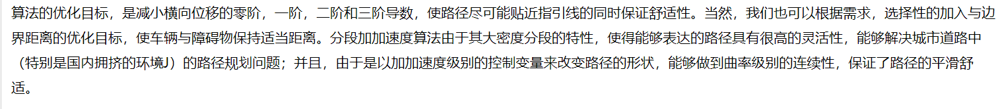 算法的优化目标，是减小横向位移的零阶，一阶，二阶和三阶导数，使路径尽可能贴近指引线的同时保证舒适性。当然，我们也可以根据需求，选择性的加入与边
界距离的优化目标，使车辆与障碍物保持适当距离。分段加加速度算法由于其大密度分段的特性，使得能够表达的路径具有很高的灵活性，能够解决城市道路中
（特别是国内拥挤的环境J）的路径规划问题；并且，由于是以加加速度级别的控制变量来改变路径的形状，能够做到曲率级别的连续性，保证了路径的平滑舒
适。